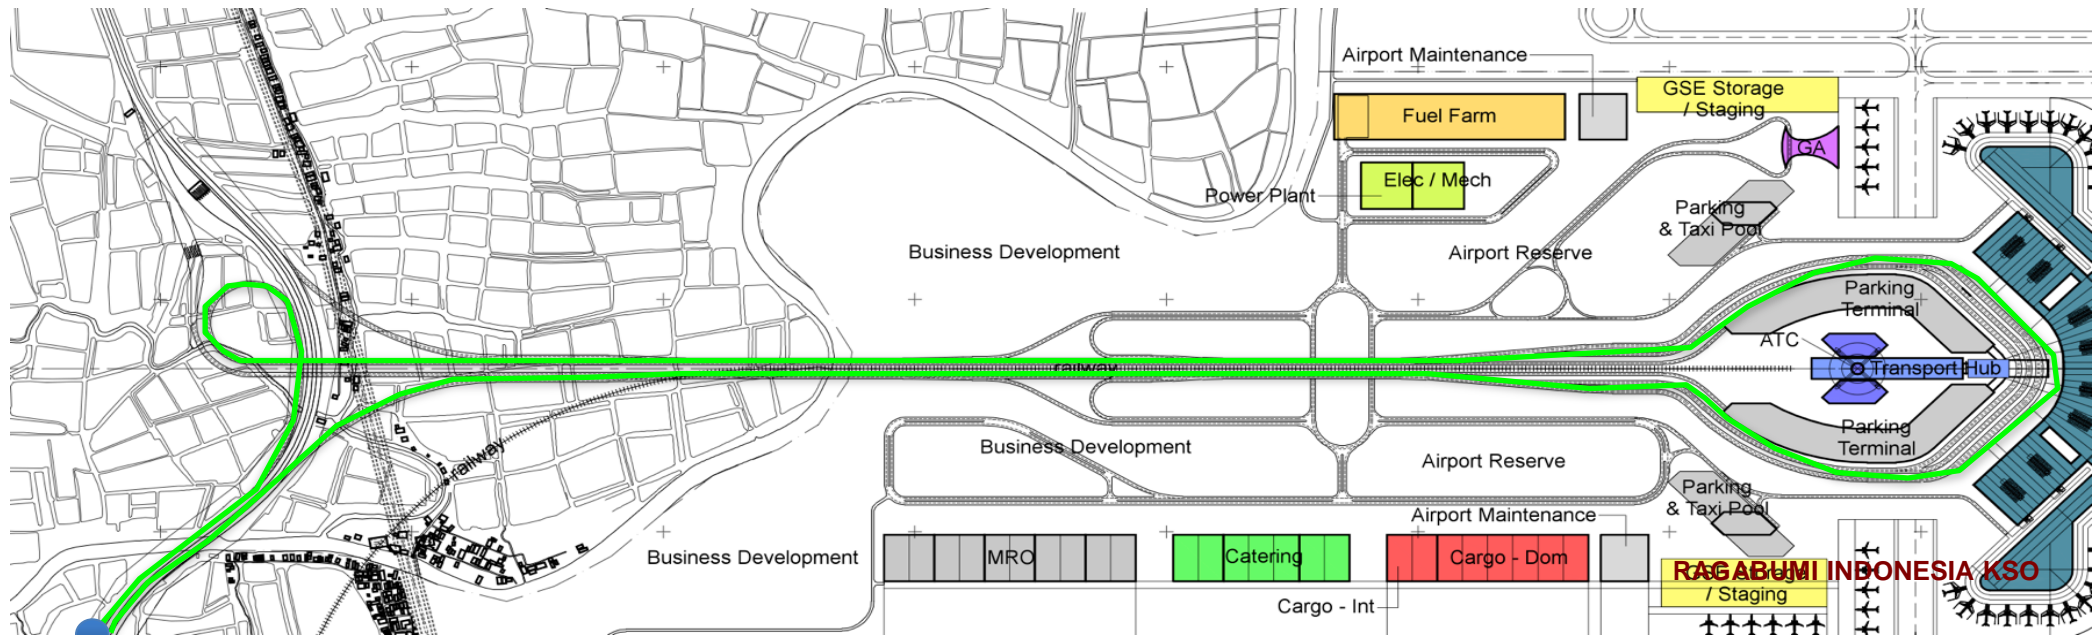 Airport Maintenance
GSE Storage
/ Staging
Fuel Farm
GA
Elec / Mech
Power Plant
Parking
& Taxi Pool
Business Development
Airport Reserve
Parking
Terminal
ATC
railway
Transport Hub
Parking
Terminal
railway
Business Development
Airport Reserve
Parking
& Taxi Pool
Airport Maintenance
Business Development
MRO
Catering
Cargo - Dom
RAGABUMI INDONESIA KSO
GSE Storage
/ Staging
Cargo - Int